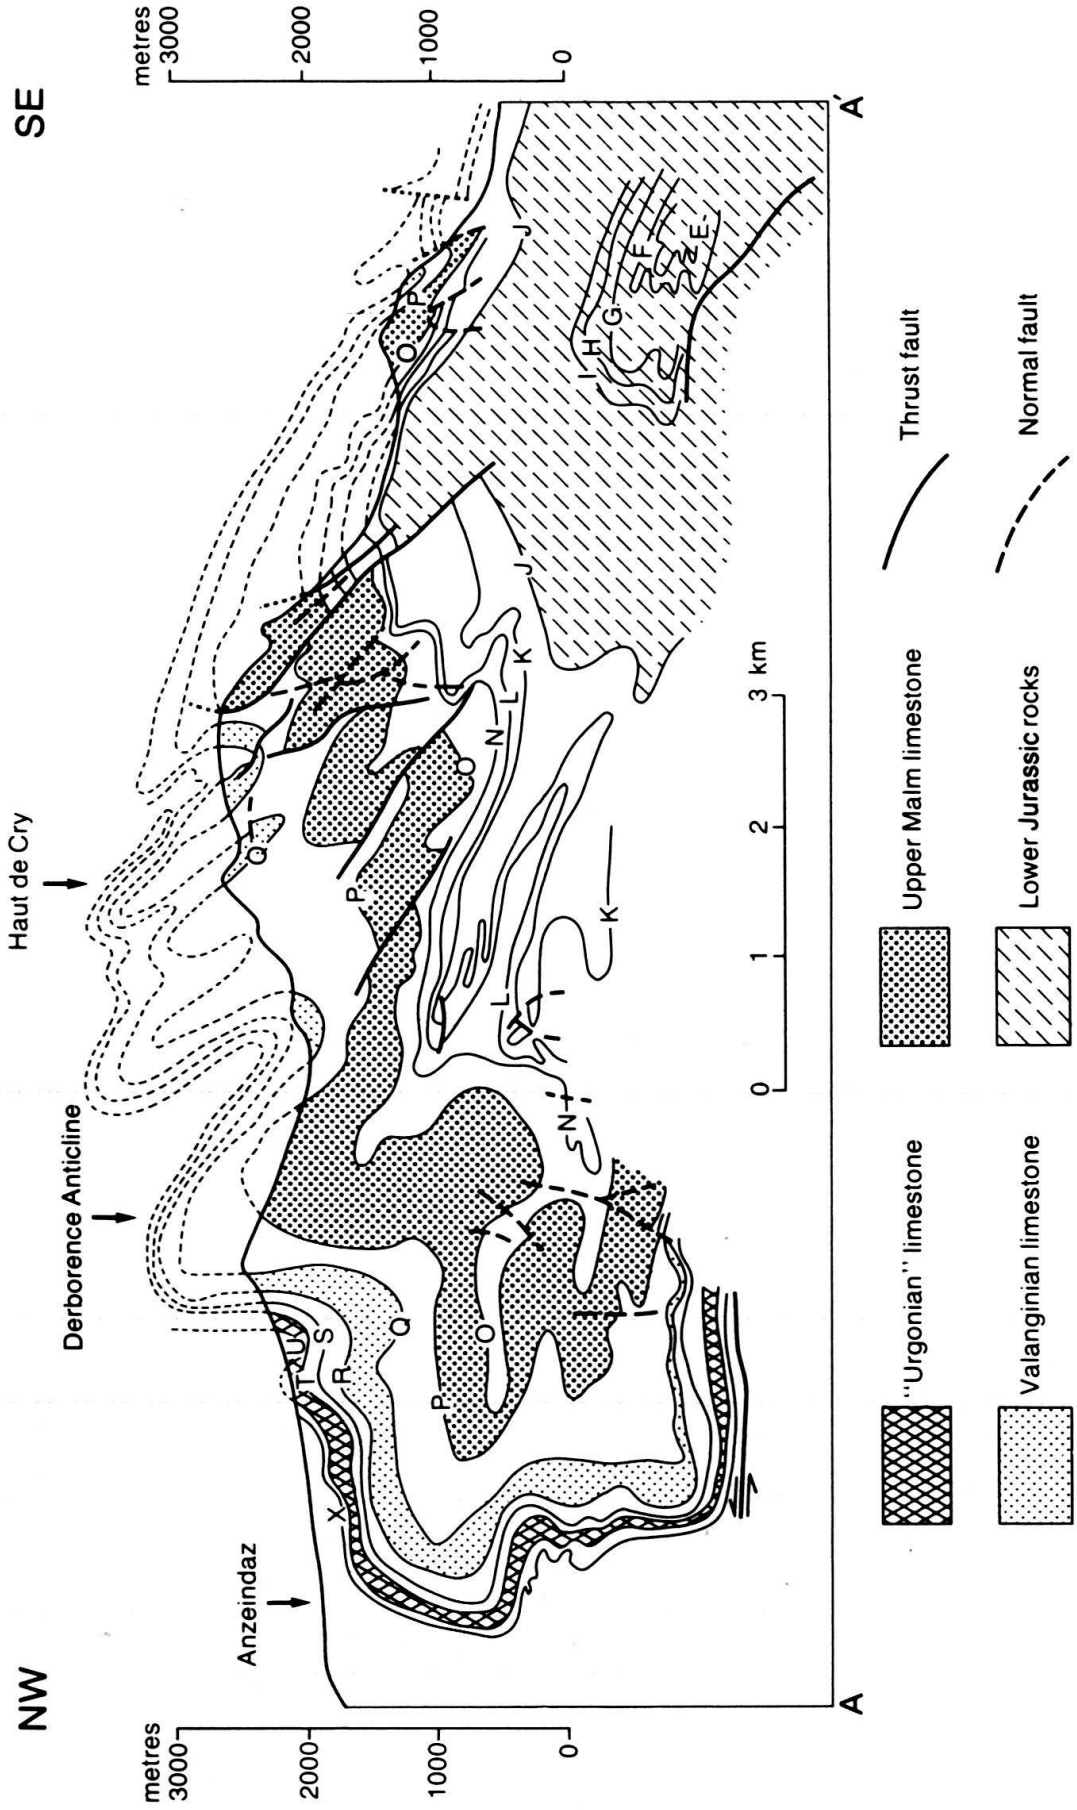 NW
SE
Haut de Cry
Derborence Anticline
Anzeindaz
metres
3000
2000
1000
0
metres
3000
2000
1000
0
X
T
U
S
R
Q
P
O
N
L
K
P
Q
O
N
L
K
J
O
P
J
I
H
G
F
E
A
A'
0 1 2 3 km
"Urgonian" limestone
Upper Malm limestone
Thrust fault
Valanginian limestone
Lower Jurassic rocks
Normal fault